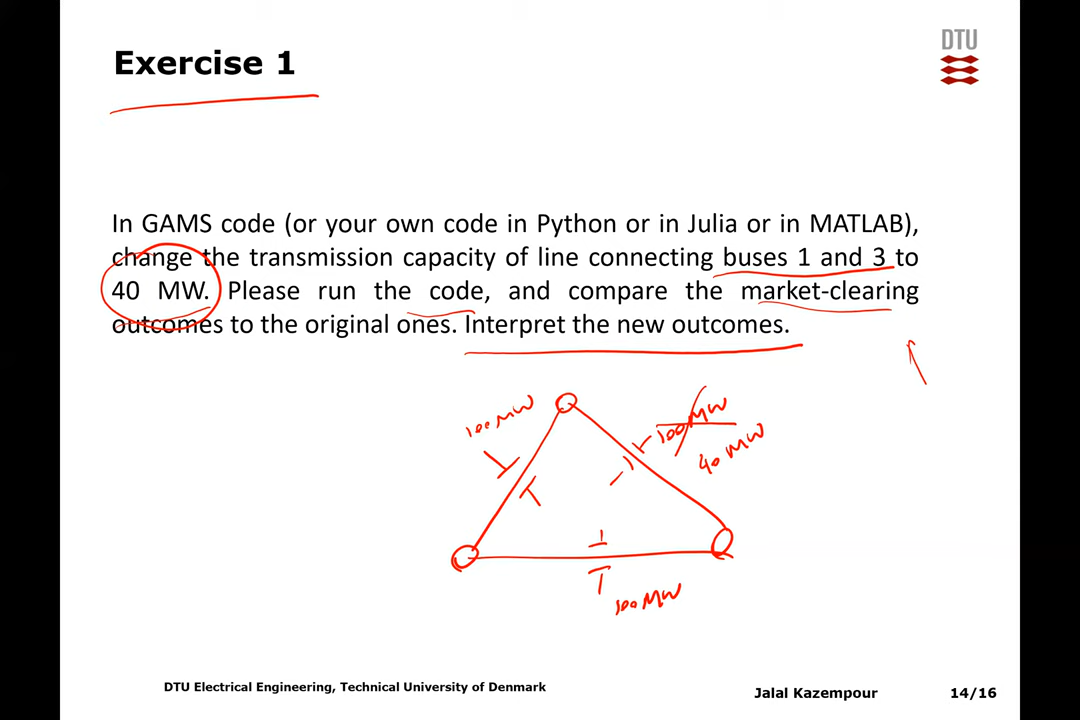 DTU
Exercise 1
In GAMS code (or your own code in Python or in Julia or in MATLAB),
change the transmission capacity of line connecting buses 1 and 3 to
40 MW. Please run the code, and compare the market-clearing
outcomes to the original ones. Interpret the new outcomes.
100 MW
100 MW
40 MW
100 MW
DTU Electrical Engineering, Technical University of Denmark
Jalal Kazempour
14/16